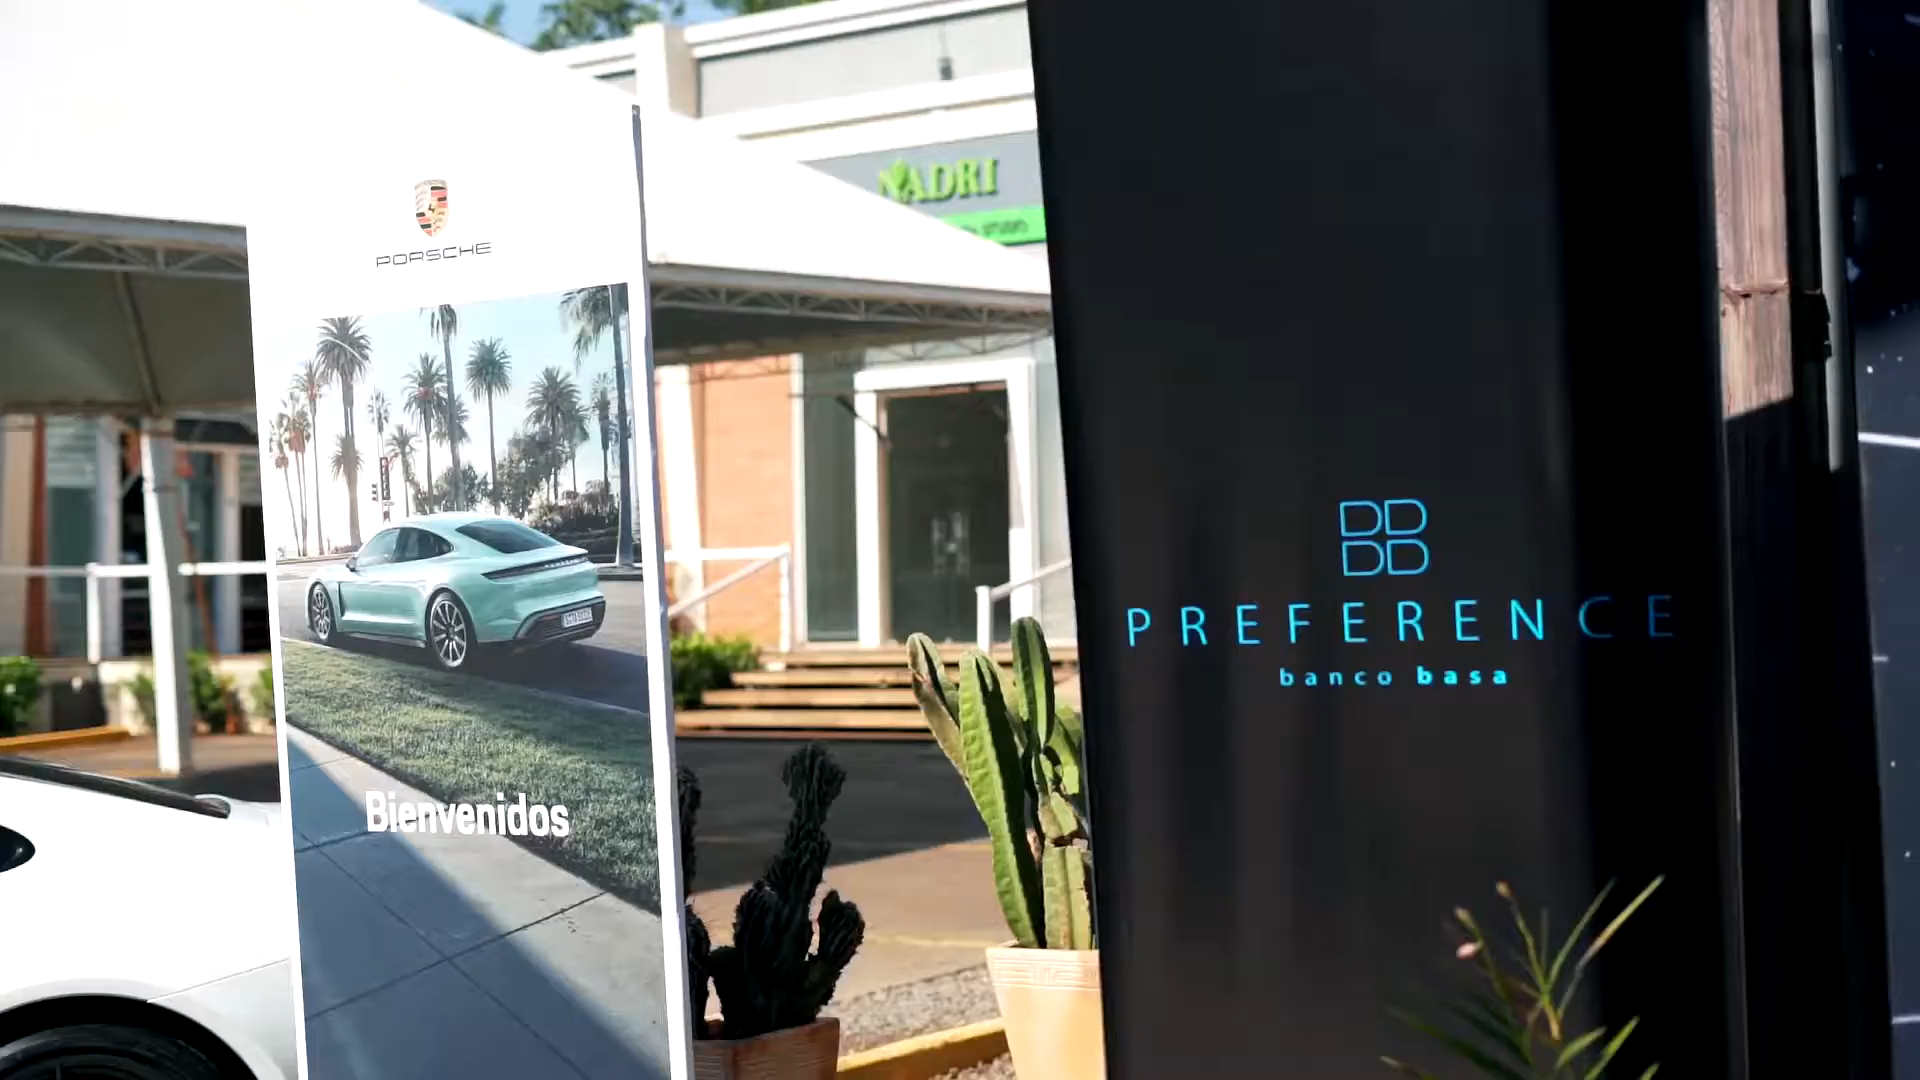 PORSCHE
Bienvenidos
NADRI
PREFERENCE
banco basa